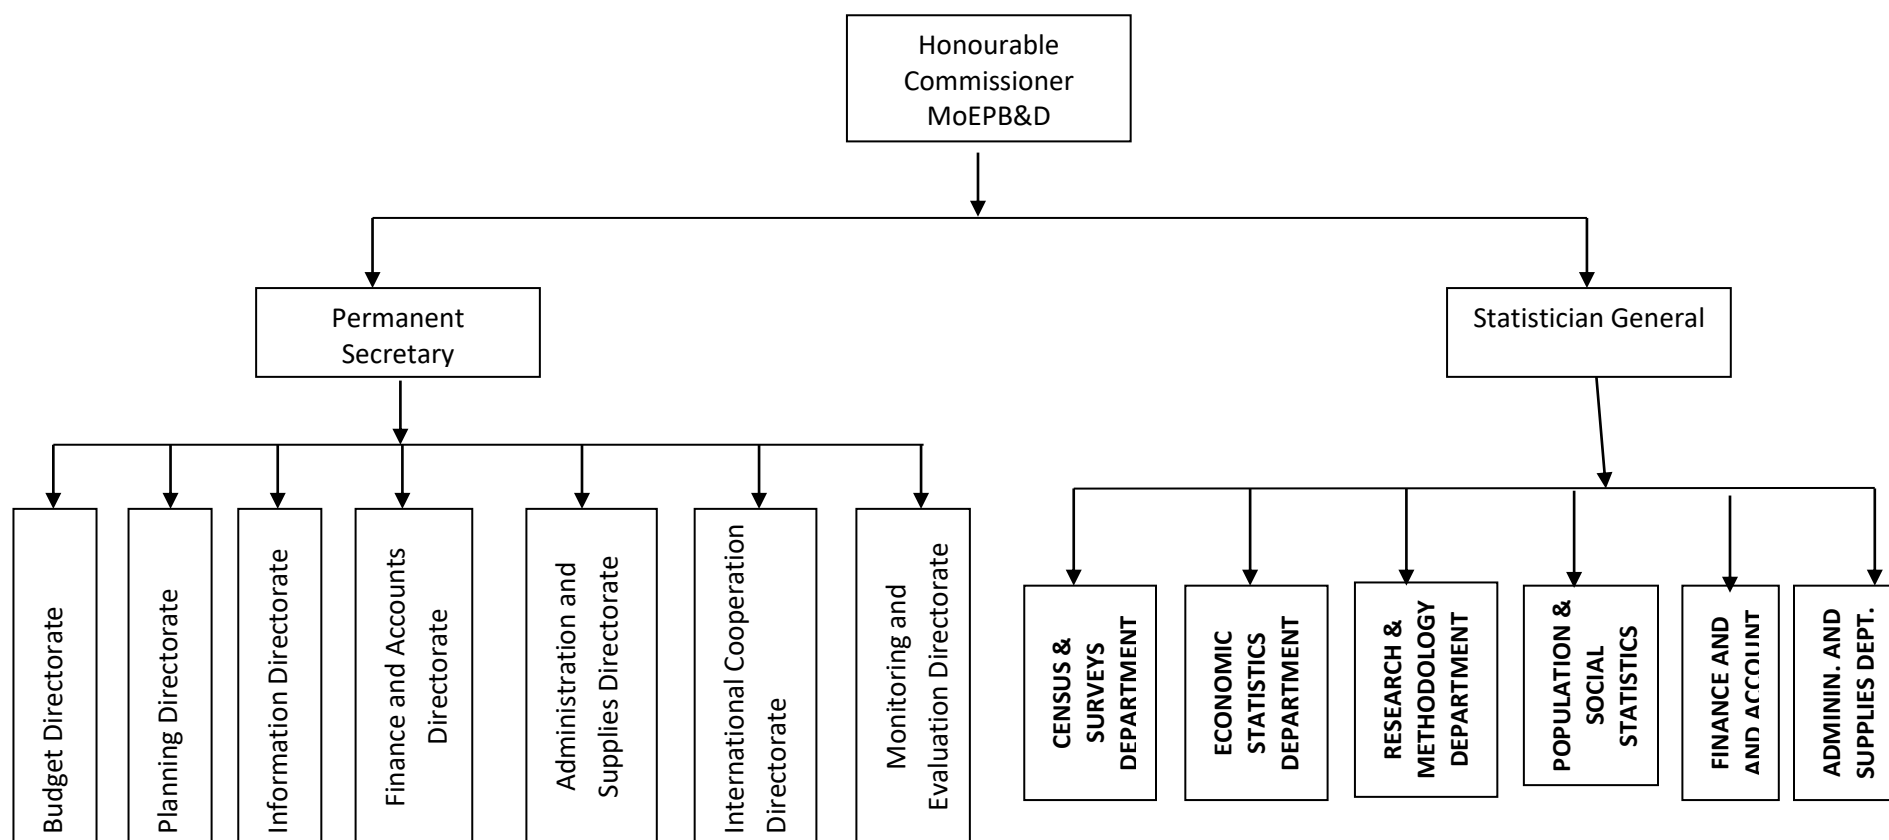 Honourable
Commissioner
MoEPB&D
Permanent
Secretary
Statistician General
Budget Directorate
Planning Directorate
Information Directorate
Finance and Accounts
Directorate
Administration and
Supplies Directorate
International Cooperation
Directorate
Monitoring and
Evaluation Directorate
CENSUS &
SURVEYS
DEPARTMENT
ECONOMIC
STATISTICS
DEPARTMENT
RESEARCH &
METHODOLOGY
DEPARTMENT
POPULATION &
SOCIAL
STATISTICS
FINANCE AND
AND ACCOUNT
ADMININ. AND
SUPPLIES DEPT.